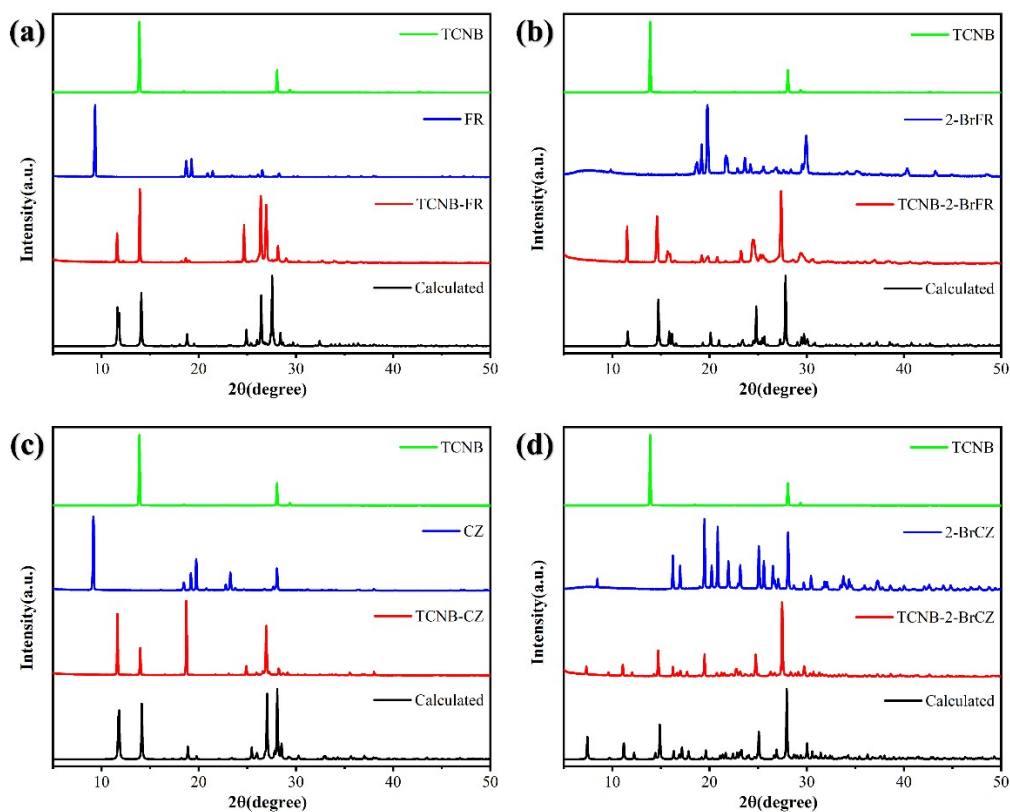 (a)
TCNB
FR
TCNB-FR
Calculated
Intensity(a.u.)
10 20 30 40 50
2θ(degree)
(b)
TCNB
2-BrFR
TCNB-2-BrFR
Calculated
Intensity(a.u.)
10 20 30 40 50
2θ(degree)
(c)
TCNB
CZ
TCNB-CZ
Calculated
Intensity(a.u.)
10 20 30 40 50
2θ(degree)
(d)
TCNB
2-BrCZ
TCNB-2-BrCZ
Calculated
Intensity(a.u.)
10 20 30 40 50
2θ(degree)